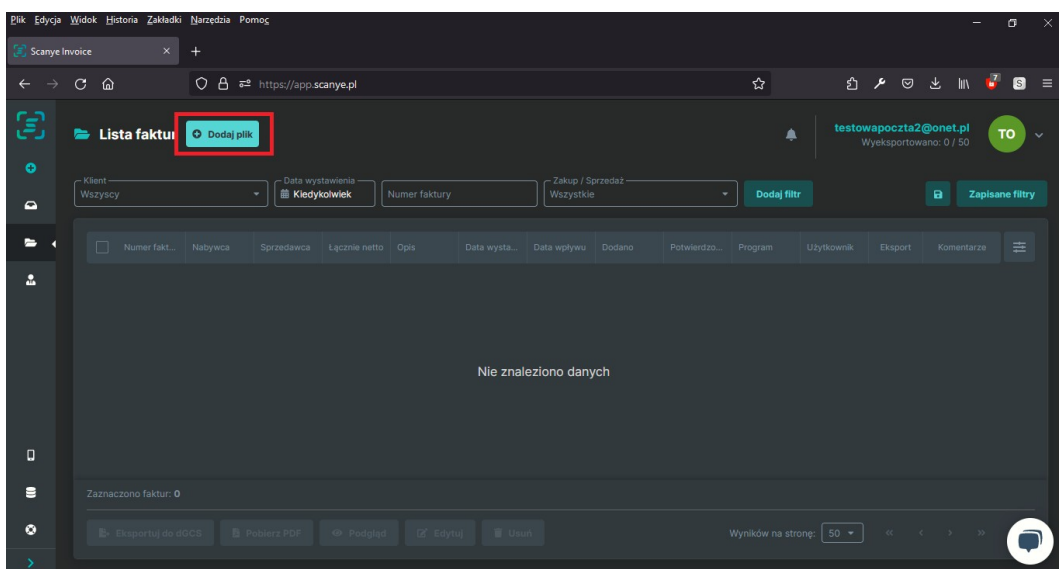 Plik Edycja Widok Historia Zakładki Narzędzia Pomoc
Scanye Invoice
https://app.scanye.pl
7
S
Lista faktur
Dodaj plik
testowapoczta2@onet.pl
Wyeksportowano: 0 / 50
TO
Klient
Wszyscy
Data wystawienia
Kiedykolwiek
Numer faktury
Zakup / Sprzedaż
Wszystkie
Dodaj filtr
Zapisane filtry
Numer fakt... Nabywca Sprzedawca Łącznie netto Opis Data wysta... Data wpływu Dodano Potwierdzo... Program Użytkownik Eksport Komentarze
Nie znaleziono danych
Zaznaczono faktur: 0
Eksportuj do dGCS Pobierz PDF Podgląd Edytuj Usuń
Wyników na stronę: 50